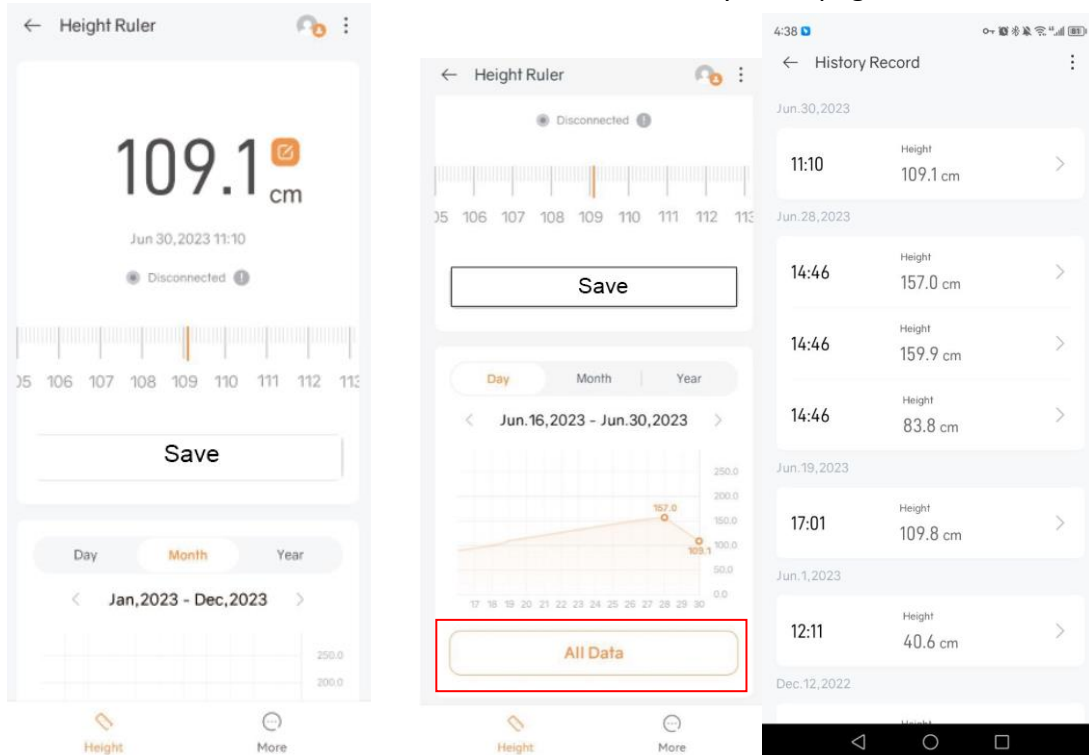 Height Ruler
109.1
cm
Jun 30,2023 11:10
Disconnected
106 107 108 109 110 111 112
Save
Day Month Year
Jan,2023 - Dec,2023
250.0
200.0
Height More
Height Ruler
Disconnected
106 107 108 109 110 111 112
Save
Day Month Year
Jun.16,2023 - Jun.30,2023
250.0
200.0
157.0
150.0
109.1 100.0
50.0
0.0
17 18 19 20 21 22 23 24 25 26 27 28 29 30
All Data
Height More
4:38
History Record
Jun.30,2023
Height
11:10
109.1 cm
Jun.28,2023
Height
14:46
157.0 cm
Height
14:46
159.9 cm
Height
14:46
83.8 cm
Jun.19,2023
Height
17:01
109.8 cm
Jun.1,2023
Height
12:11
40.6 cm
Dec.12,2022